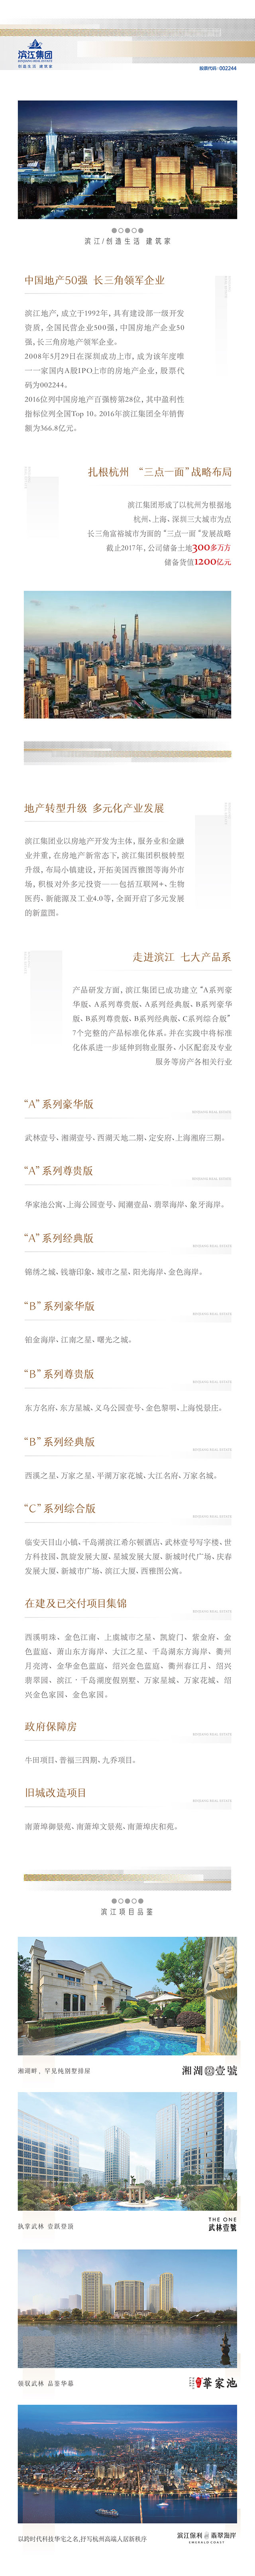 滨江集团
创造生活 建筑家
股票代码：002244
滨江/创造生活 建筑家
中国地产50强 长三角领军企业
滨江地产，成立于1992年，具有建设部一级开发
资质，全国民营企业500强，中国房地产企业50
强，长三角房地产领军企业。
2008年5月29日在深圳成功上市，成为该年度唯
一一家国内A股IPO上市的房地产企业，股票代
码为002244。
2016位列中国房地产百强榜第28位，其中盈利性
指标位列全国Top 10。2016年滨江集团全年销售
额为366.8亿元。
扎根杭州 “三点一面”战略布局
滨江集团形成了以杭州为根据地
杭州、上海、深圳三大城市为点
长三角富裕城市为面的“三点一面”发展战略
截止2017年，公司储备土地300多万方
储备货值1200亿元
地产转型升级 多元化产业发展
滨江集团业以房地产开发为主体，服务业和金融
业并重，在房地产新常态下，滨江集团积极转型
升级，布局小镇建设，开拓美国西雅图等海外市
场，积极对外多元投资——包括互联网+、生物
医药、新能源及工业4.0等，全面开启了多元发展
的新蓝图。
走进滨江 七大产品系
产品研发方面，滨江集团已成功建立“A系列豪
华版、A系列尊贵版、A系列经典版、B系列豪华
版、B系列尊贵版、B系列经典版、C系列综合版”
7个完整的产品标准化体系。并在实践中将标准
化体系进一步延伸到物业服务、小区配套及专业
服务等房产各相关行业
“A”系列豪华版
武林壹号、湘湖壹号、西湖天地二期、定安府、上海湘府三期。
“A”系列尊贵版
华家池公寓、上海公园壹号、闻潮壹品、翡翠海岸、象牙海岸。
“A”系列经典版
锦绣之城、钱塘印象、城市之星、阳光海岸、金色海岸。
“B”系列豪华版
铂金海岸、江南之星、曙光之城。
“B”系列尊贵版
东方名府、东方星城、义乌公园壹号、金色黎明、上海悦景庄。
“B”系列经典版
西溪之星、万家之星、平湖万家花城、大江名府、万家名城。
“C”系列综合版
临安天目山小镇、千岛湖滨江希尔顿酒店、武林壹号写字楼、世
方科技园、凯旋发展大厦、星城发展大厦、新城时代广场、庆春
发展大厦、新城市广场、滨江大厦、西雅图公寓。
在建及已交付项目集锦
西溪明珠、金色江南、上虞城市之星、凯旋门、紫金府、金
色蓝庭、萧山东方海岸、大江之星、千岛湖东方海岸、衢州
月亮湾、金华金色蓝庭、绍兴金色蓝庭、衢州春江月、绍兴
翡翠园、滨江·千岛湖度假别墅、万家星城、万家花城、绍
兴金色家园、金色家园。
政府保障房
牛田项目、普福三四期、九乔项目。
旧城改造项目
南萧埠御景苑、南萧埠文景苑、南萧埠庆和苑。
滨江项目品鉴
湘湖畔，罕见纯别墅排屋
湘湖壹號
THE ONE
执掌武林 壹跃登顶
武林壹號
领驭武林 品鉴华幕
華家池
以跨时代科技华宅之名，抒写杭州高端人居新秩序
滨江保利 翡翠海岸
EMERALD COAST